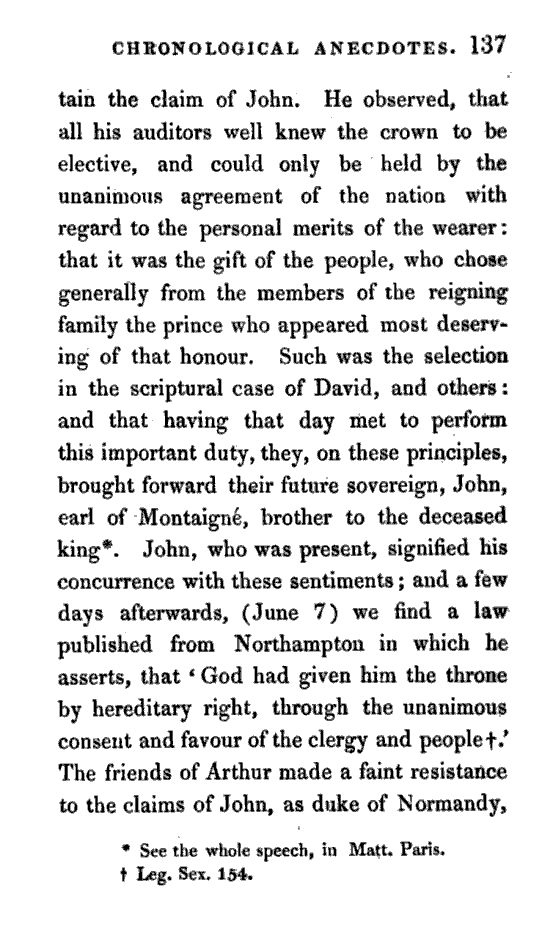 CHRONOLOGICAL ANECDOTES. 137
tain the claim of John. He observed, that
all his auditors well knew the crown to be
elective, and could only be held by the
unanimous agreement of the nation with
regard to the personal merits of the wearer:
that it was the gift of the people, who chose
generally from the members of the reigning
family the prince who appeared most deserv-
ing of that honour. Such was the selection
in the scriptural case of David, and others:
and that having that day met to perform
this important duty, they, on these principles,
brought forward their future sovereign, John,
earl of Montaigné, brother to the deceased
king*. John, who was present, signified his
concurrence with these sentiments; and a few
days afterwards, (June 7) we find a law
published from Northampton in which he
asserts, that ‘God had given him the throne
by hereditary right, through the unanimous
consent and favour of the clergy and people†.’
The friends of Arthur made a faint resistance
to the claims of John, as duke of Normandy,
* See the whole speech, in Matt. Paris.
† Leg. Sex. 154.